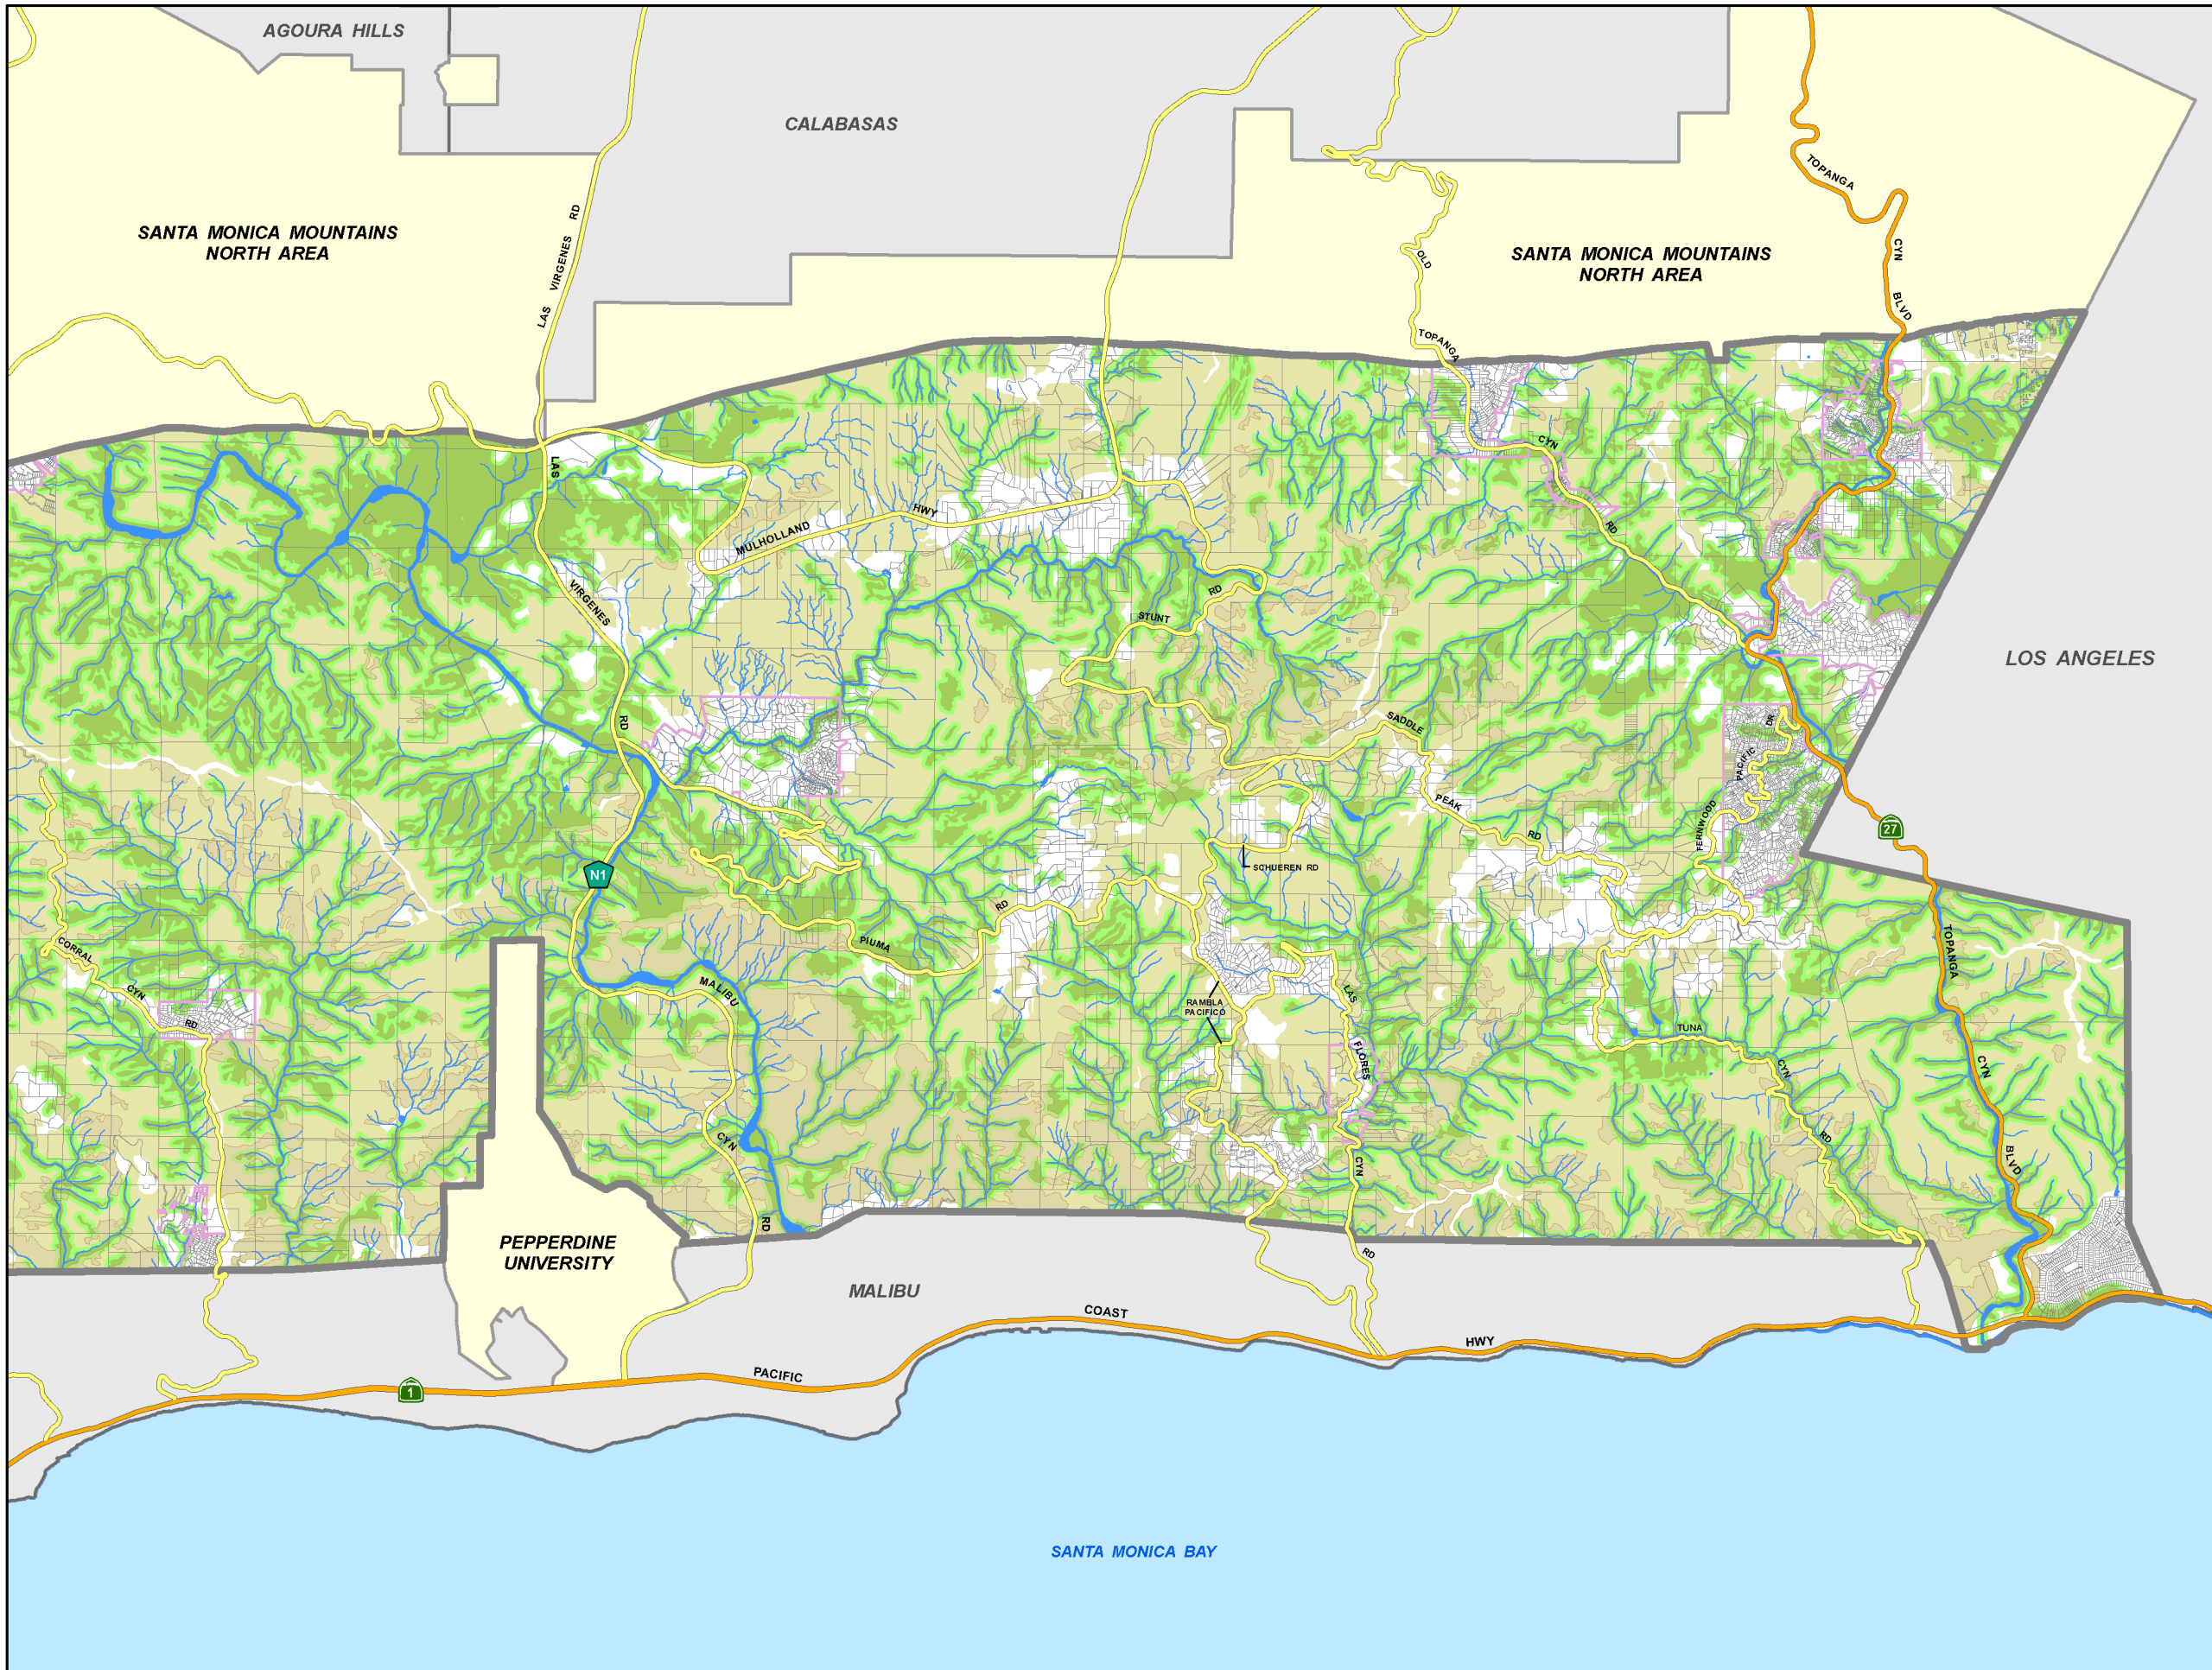 AGOURA HILLS
CALABASAS
SANTA MONICA MOUNTAINS
NORTH AREA
SANTA MONICA MOUNTAINS
NORTH AREA
LAS VIRGENES RD
TOPANGA
CYN
BLVD
OLD
TOPANGA
CYN
RD
LAS
VIRGENES
RD
MULHOLLAND
HWY
STUNT
RD
LOS ANGELES
SADDLE
PEAK
RD
DR
PACIFIC
FERNWOOD
27
SCHUEREN RD
N1
RD
PIUMA
CORRAL
CYN
RD
MALIBU
CYN
RD
RAMBLA
PACIFICO
LAS
FLORES
CYN
RD
TUNA
CYN
RD
TOPANGA
CYN
BLVD
PEPPERDINE
UNIVERSITY
MALIBU
COAST
HWY
PACIFIC
1
SANTA MONICA BAY